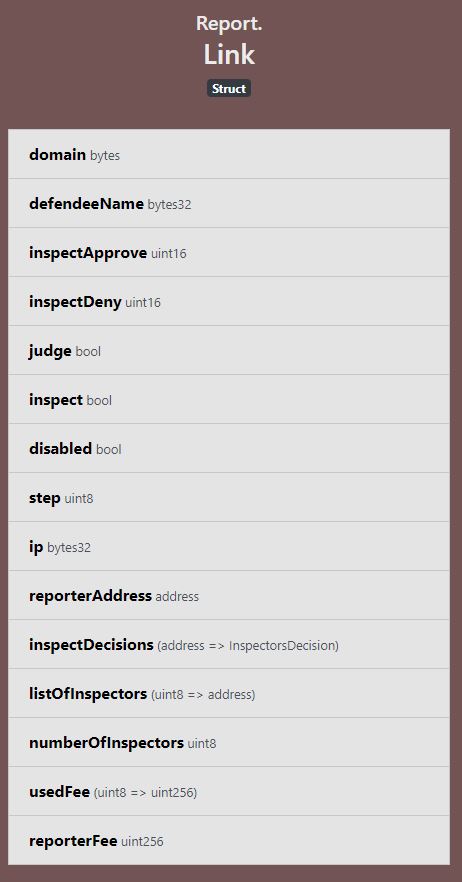 Report.
Link
Struct
domain bytes
defendeeName bytes32
inspectApprove uint16
inspectDeny uint16
judge bool
inspect bool
disabled bool
step uint8
ip bytes32
reporterAddress address
inspectDecisions (address => InspectorsDecision)
listOfInspectors (uint8 => address)
numberOfInspectors uint8
usedFee (uint8 => uint256)
reporterFee uint256